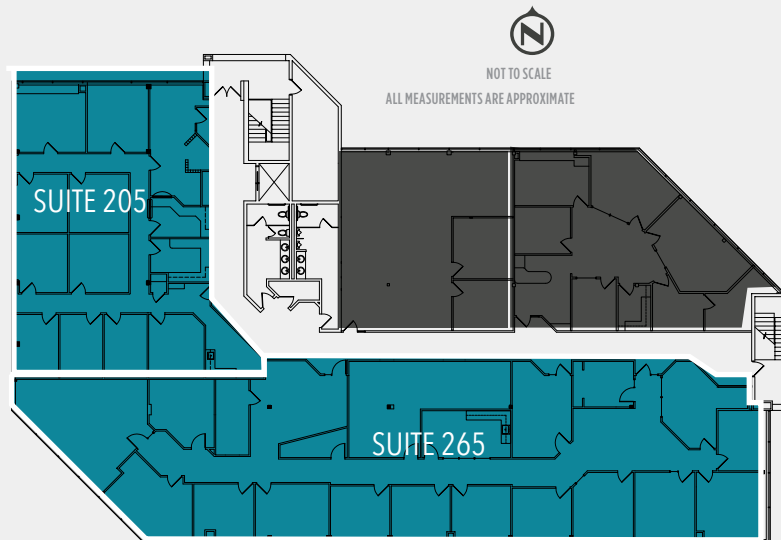 N
NOT TO SCALE
ALL MEASUREMENTS ARE APPROXIMATE
SUITE 205
SUITE 265